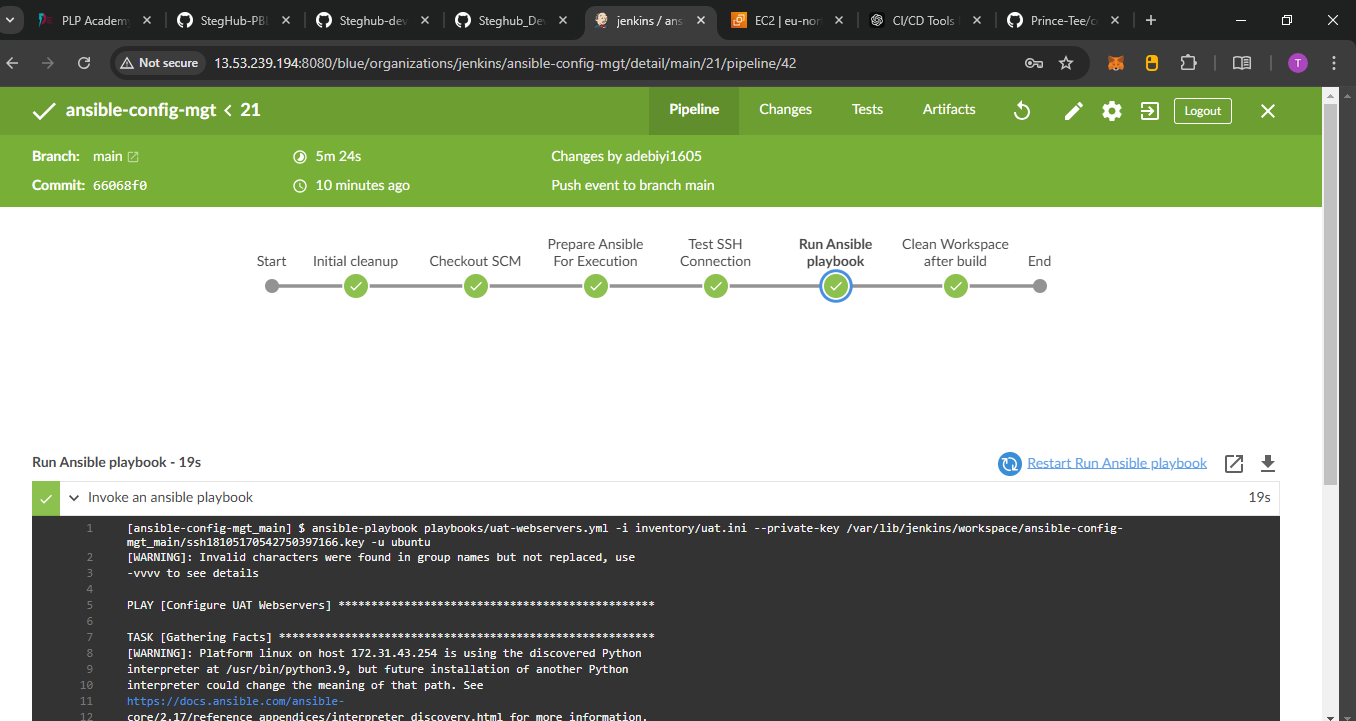 PLP Academy
StegHub-PBL
Steghub-dev
Steghub_Dev
jenkins / ans
EC2 | eu-nor
CI/CD Tools
Prince-Tee/c
Not secure
13.53.239.194:8080/blue/organizations/jenkins/ansible-config-mgt/detail/main/21/pipeline/42
T
ansible-config-mgt < 21
Pipeline
Changes
Tests
Artifacts
Logout
Branch: main
5m 24s
Changes by adebiyi1605
Commit: 66068f0
10 minutes ago
Push event to branch main
Start
Initial cleanup
Checkout SCM
Prepare Ansible
For Execution
Test SSH
Connection
Run Ansible
playbook
Clean Workspace
after build
End
Run Ansible playbook - 19s
Restart Run Ansible playbook
Invoke an ansible playbook
19s
1 [ansible-config-mgt_main] $ ansible-playbook playbooks/uat-webservers.yml -i inventory/uat.ini --private-key /var/lib/jenkins/workspace/ansible-config-
mgt_main/ssh18105170542750397166.key -u ubuntu
2 [WARNING]: Invalid characters were found in group names but not replaced, use
3 -vvvv to see details
4
5 PLAY [Configure UAT Webservers] ************************************************
6
7 TASK [Gathering Facts] *********************************************************
8 [WARNING]: Platform linux on host 172.31.43.254 is using the discovered Python
9 interpreter at /usr/bin/python3.9, but future installation of another Python
10 interpreter could change the meaning of that path. See
11 https://docs.ansible.com/ansible-
12 core/2.17/reference_appendices/interpreter_discovery.html for more information.